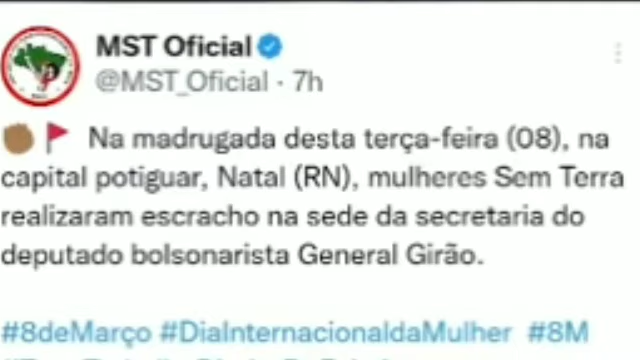 MST Oficial
@MST_Oficial · 7h
Na madrugada desta terça-feira (08), na
capital potiguar, Natal (RN), mulheres Sem Terra
realizaram escracho na sede da secretaria do
deputado bolsonarista General Girão.
#8deMarço #DiaInternacionaldaMulher #8M